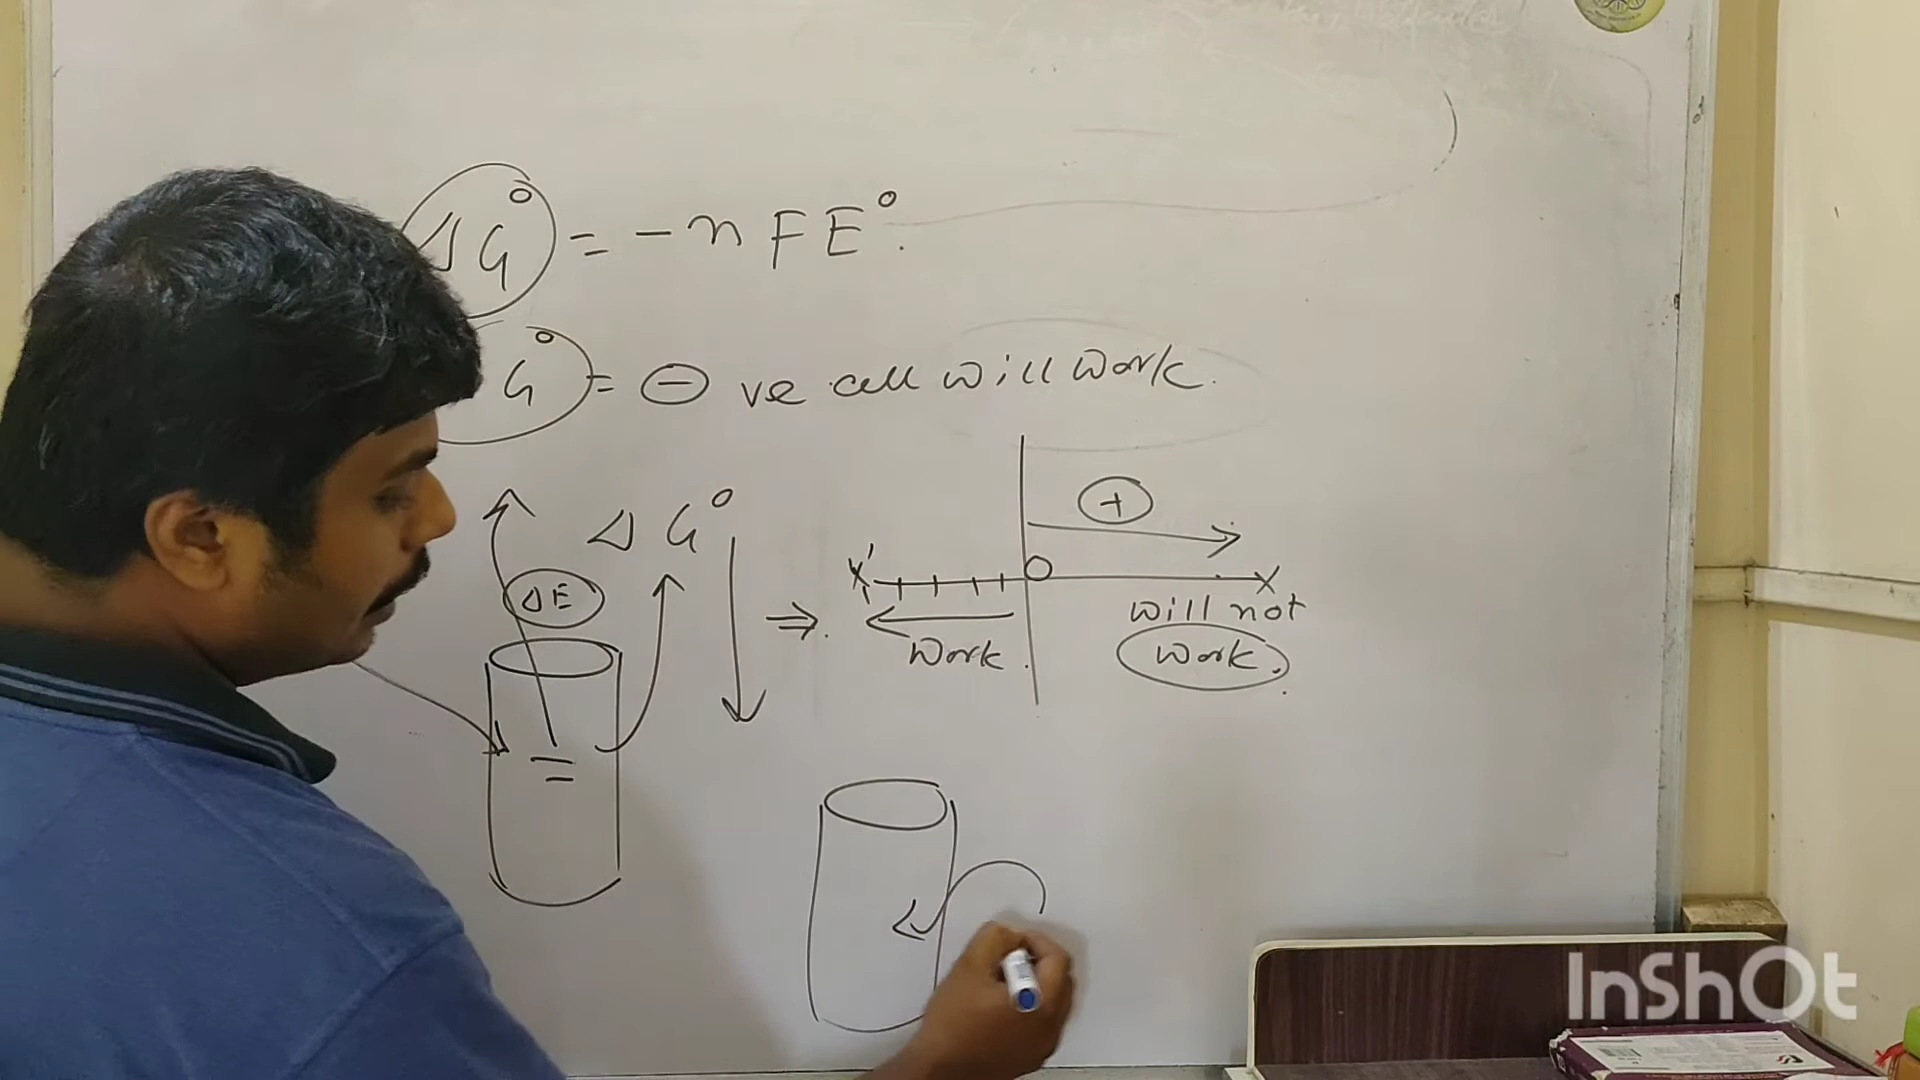 ΔG° = -nFE°.
G° = ⊖ ve cell will work.
ΔG°
+
ΔE
⇒
X' O X
will not
work.
work.
InShOt